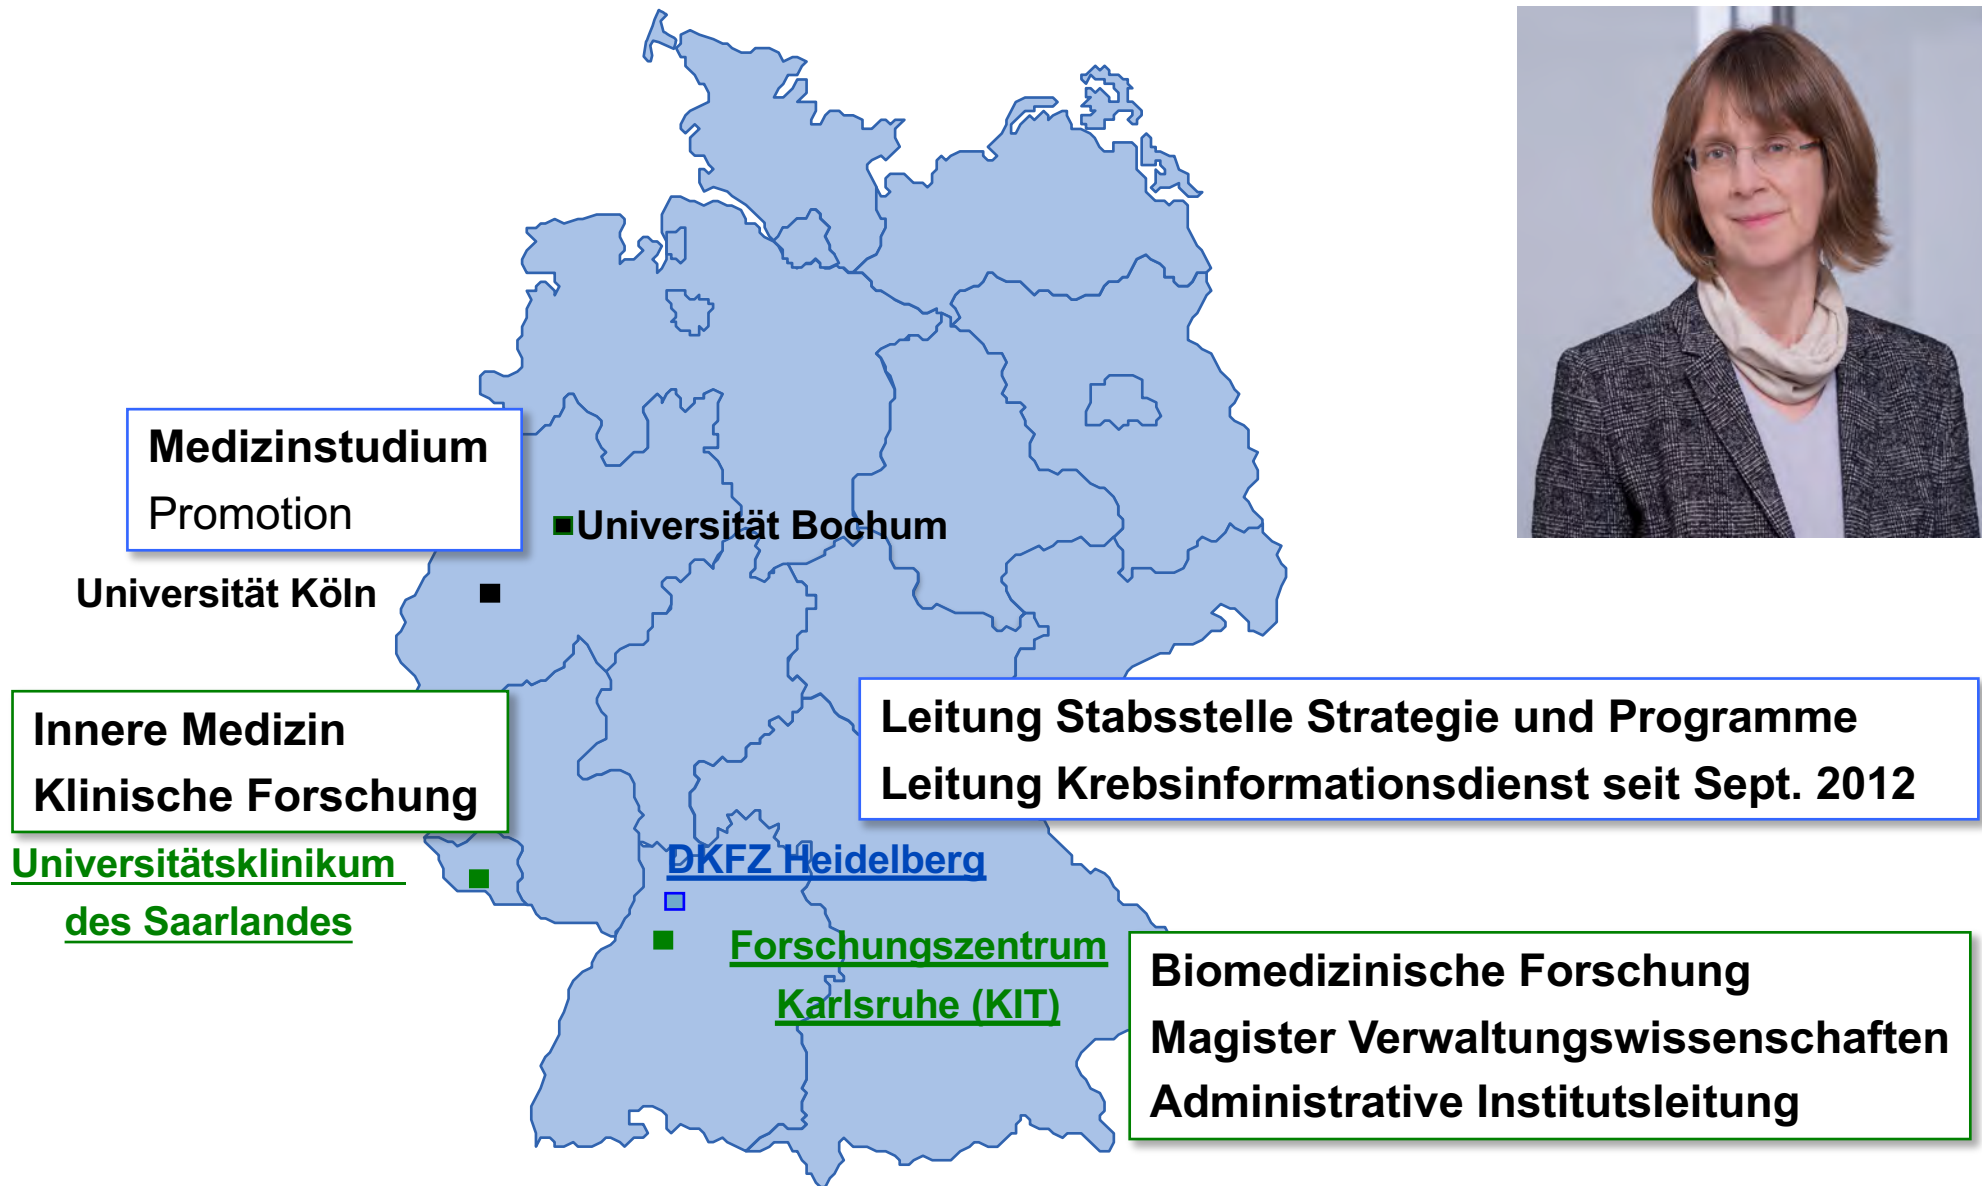 Medizinstudium
Promotion
Universität Bochum
Universität Köln
Innere Medizin
Klinische Forschung
Universitätsklinikum
des Saarlandes
Leitung Stabsstelle Strategie und Programme
Leitung Krebsinformationsdienst seit Sept. 2012
DKFZ Heidelberg
Forschungszentrum
Karlsruhe (KIT)
Biomedizinische Forschung
Magister Verwaltungswissenschaften
Administrative Institutsleitung